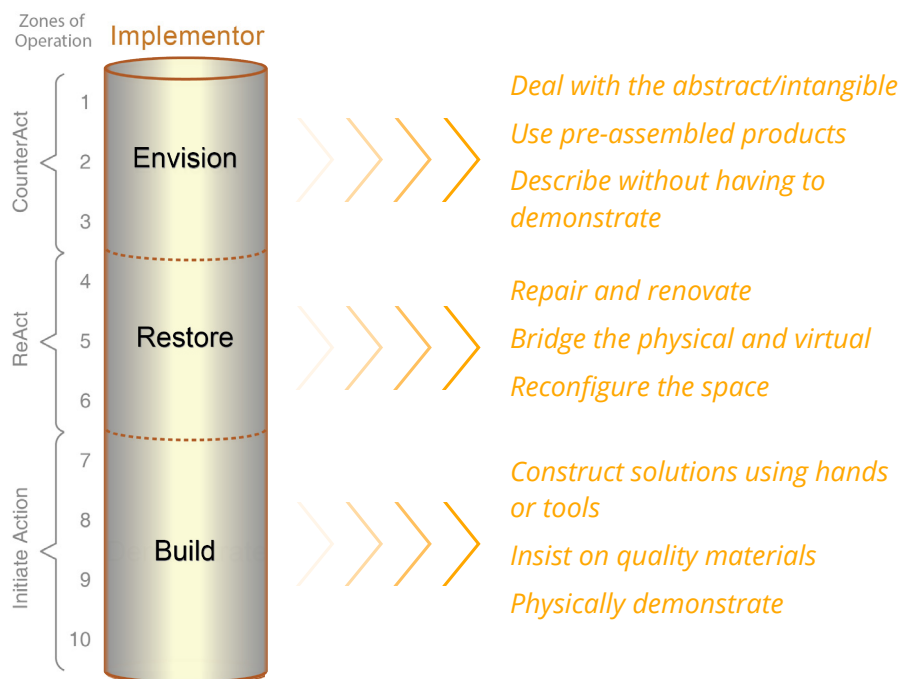 Zones of
Operation
Implementor
CounterAct
1
2
3
Envision
Deal with the abstract/intangible
Use pre-assembled products
Describe without having to
demonstrate
ReAct
4
5
6
Restore
Repair and renovate
Bridge the physical and virtual
Reconfigure the space
Initiate Action
7
8
9
10
Build
Construct solutions using hands
or tools
Insist on quality materials
Physically demonstrate